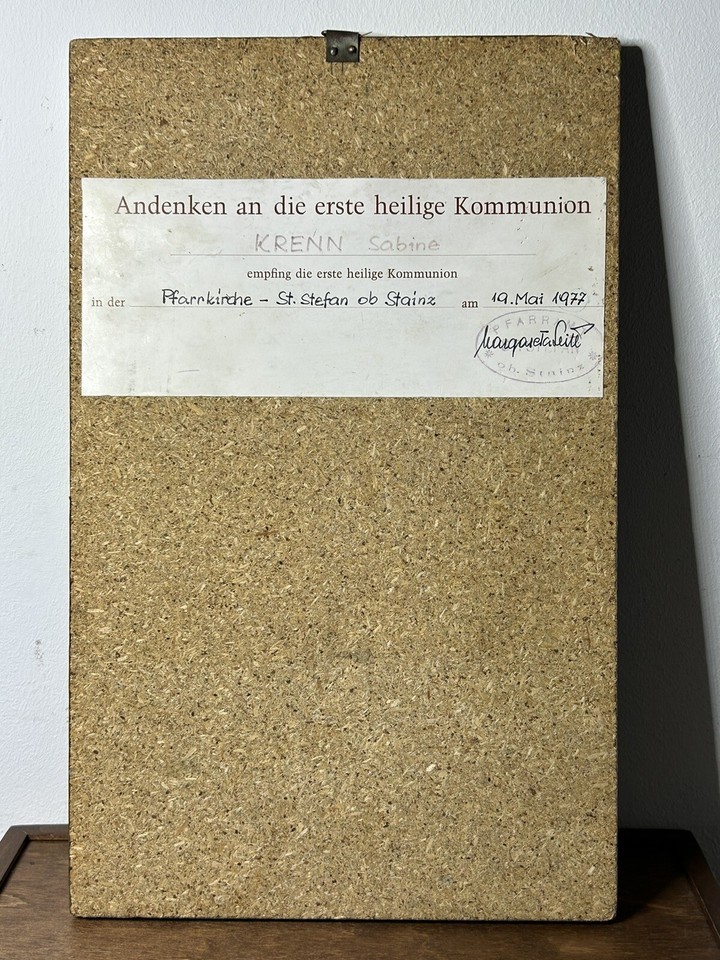 Andenken an die erste heilige Kommunion
KRENN Sabine
empfing die erste heilige Kommunion
in der Pfarrkirche - St. Stefan ob Stainz am 19. Mai 1977
PFARR
Margareta
ob. Stainz